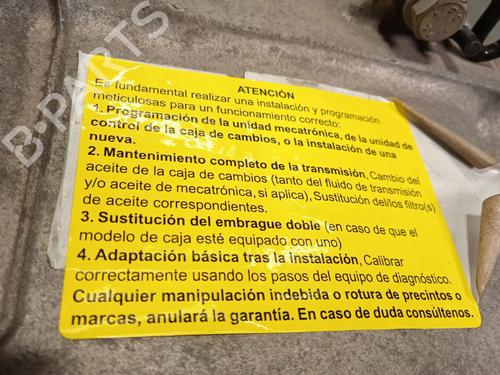 B-PARTS
ATENCIÓN
Es fundamental realizar una instalación y programación
meticulosas para un funcionamiento correcto:
1. Programación de la unidad mecatrónica, de la unidad de
control de la caja de cambios, o la instalación de una
nueva.
2. Mantenimiento completo de la transmisión, Cambio del
aceite de la caja de cambios (tanto del fluido de transmisión
y/o aceite de mecatrónica, si aplica), Sustitución del/los filtro(s)
de aceite correspondientes.
3. Sustitución del embrague doble (en caso de que el
modelo de caja esté equipado con uno)
4. Adaptación básica tras la instalación, Calibrar
correctamente usando los pasos del equipo de diagnóstico.
Cualquier manipulación indebida o rotura de precintos o
marcas, anulará la garantía. En caso de duda consúltenos.